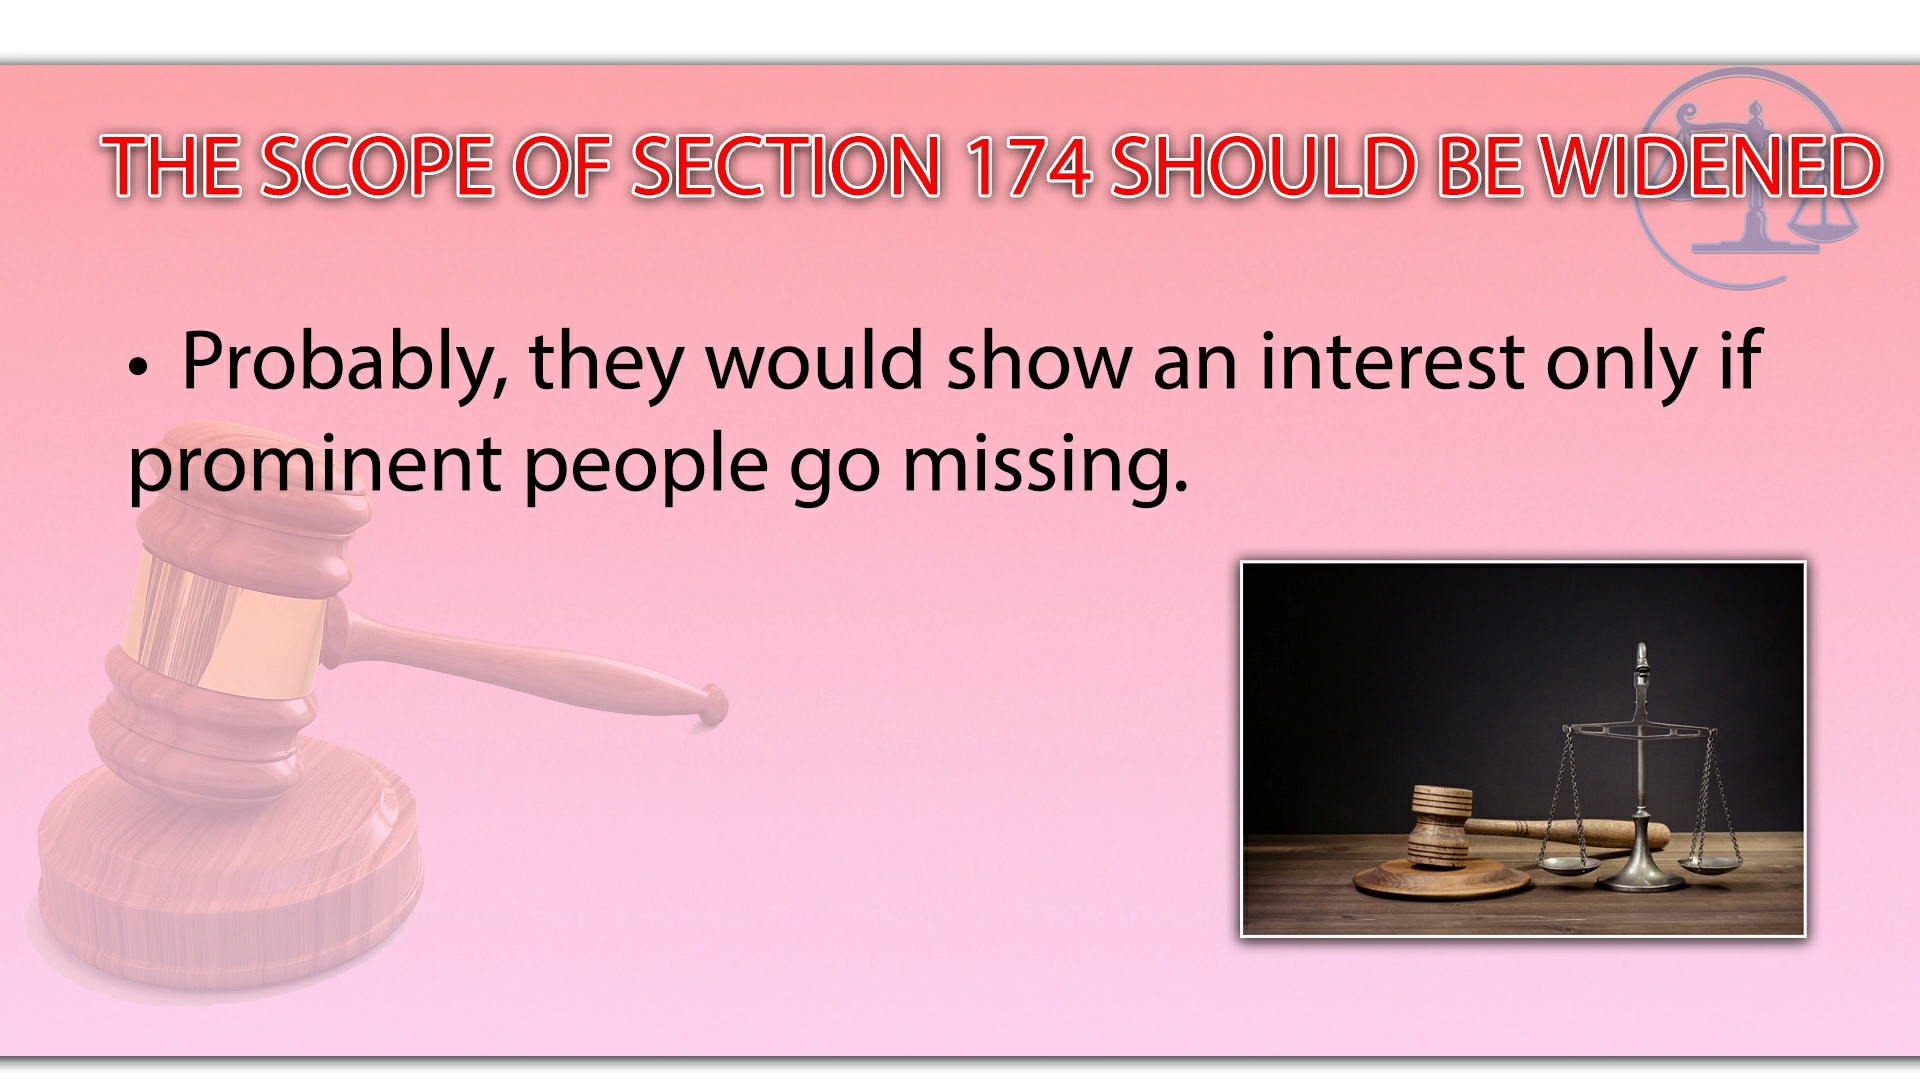 THE SCOPE OF SECTION 174 SHOULD BE WIDENED
• Probably, they would show an interest only if
prominent people go missing.